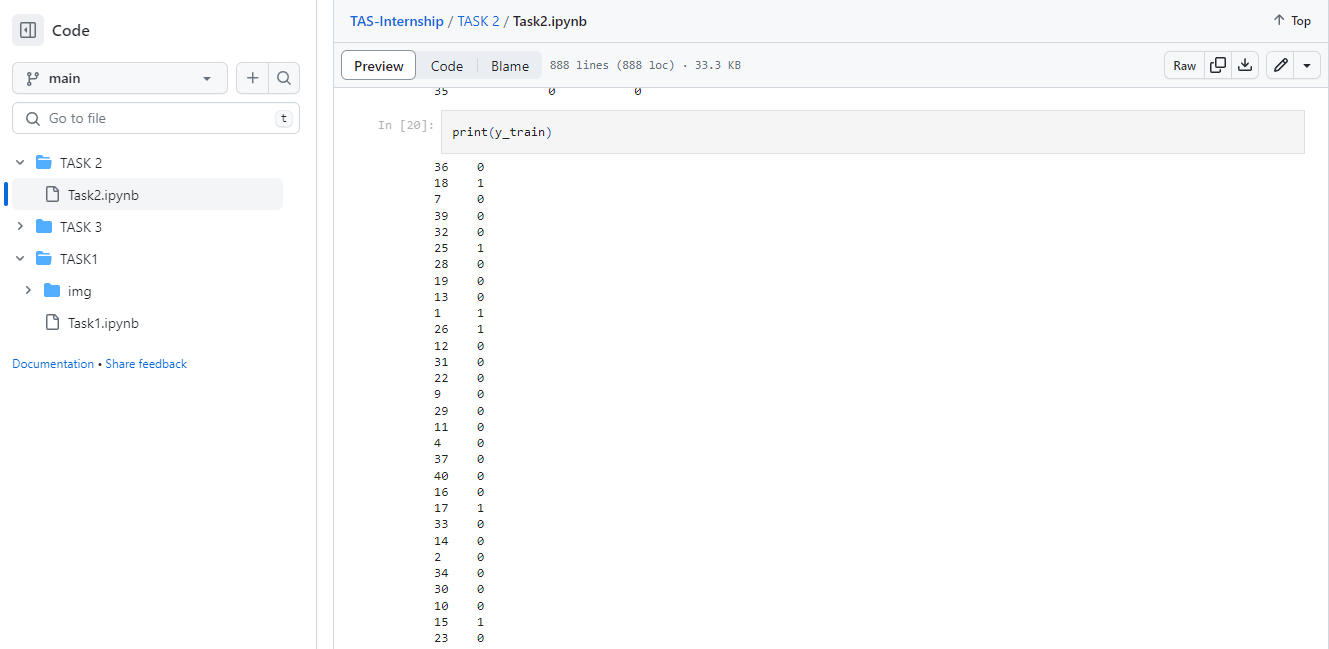 Code
main
Go to file
t
TASK 2
Task2.ipynb
TASK 3
TASK1
img
Task1.ipynb
Documentation • Share feedback
TAS-Internship / TASK 2 / Task2.ipynb
Top
Preview Code Blame 888 lines (888 loc) · 33.3 KB Raw
35 0 0
In [20]: print(y_train)
36 0
18 1
7 0
39 0
32 0
25 1
28 0
19 0
13 0
1 1
26 1
12 0
31 0
22 0
9 0
29 0
11 0
4 0
37 0
40 0
16 0
17 1
33 0
14 0
2 0
34 0
30 0
10 0
15 1
23 0